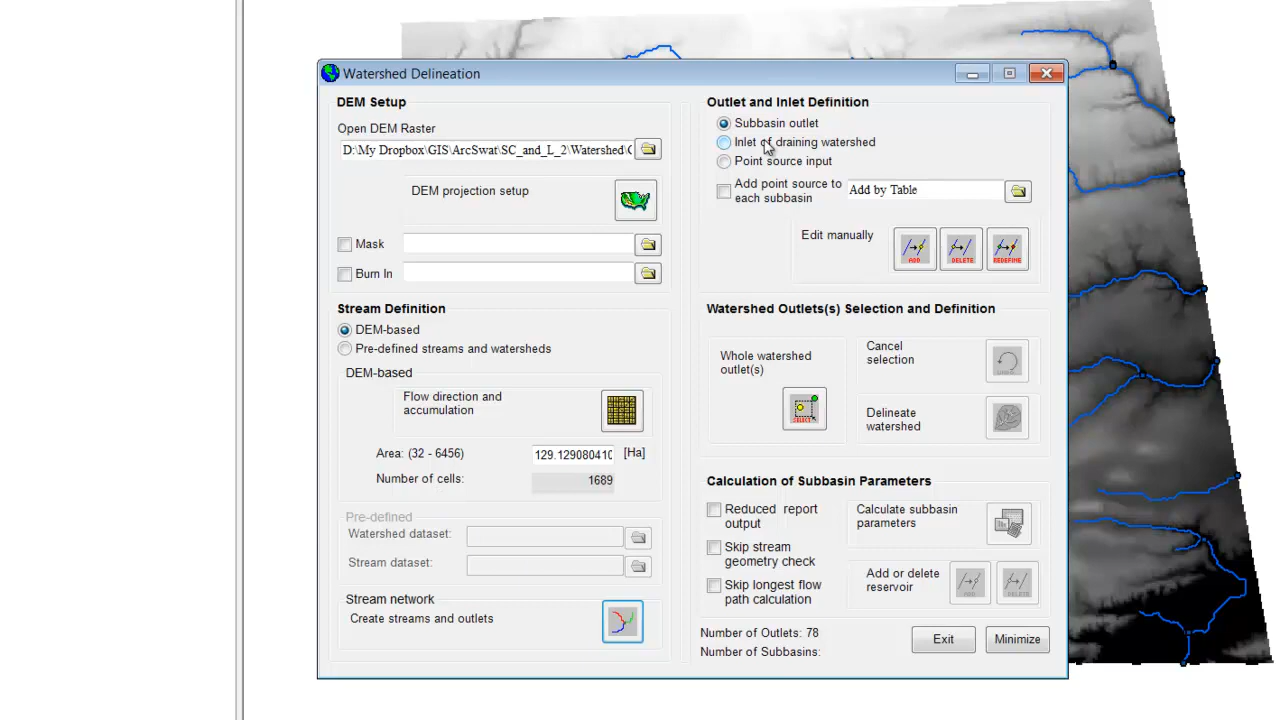 Watershed Delineation
DEM Setup
Open DEM Raster
D:\My Dropbox\GIS\ArcSwat\SC_and_L_2\Watershed\
DEM projection setup
Mask
Burn In
Stream Definition
DEM-based
Pre-defined streams and watersheds
DEM-based
Flow direction and
accumulation
Area: (32 - 6456)
129.12908041
[Ha]
Number of cells:
1689
Pre-defined
Watershed dataset:
Stream dataset:
Stream network
Create streams and outlets
Outlet and Inlet Definition
Subbasin outlet
Inlet of draining watershed
Point source input
Add point source to
each subbasin
Add by Table
Edit manually
ADD
DELETE
REDEFINE
Watershed Outlets(s) Selection and Definition
Whole watershed
outlet(s)
SELECT
Cancel
selection
Delineate
watershed
Calculation of Subbasin Parameters
Reduced report
output
Skip stream
geometry check
Skip longest flow
path calculation
Calculate subbasin
parameters
Add or delete
reservoir
ADD
DELETE
Number of Outlets: 78
Number of Subbasins:
Exit
Minimize